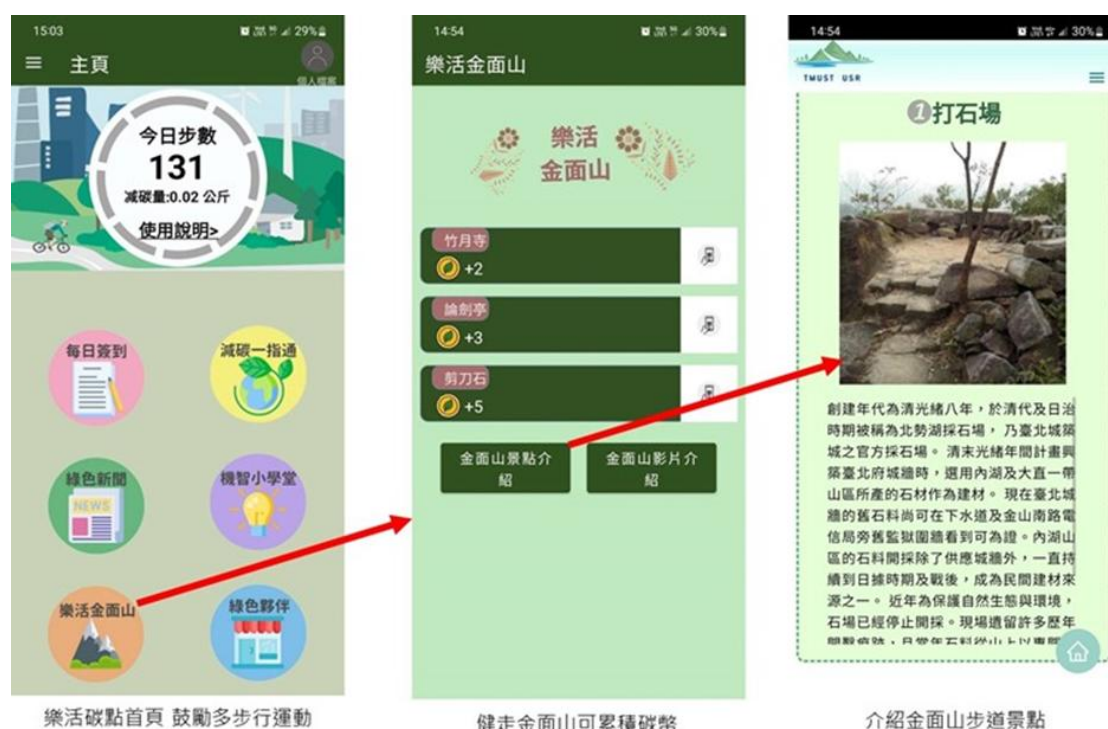 15:03
29%
主頁
個人檔案
今日步數
131
減碳量:0.02 公斤
使用說明>
每日簽到
減碳一指通
綠色新聞
NEWS
機智小學堂
樂活金面山
綠色夥伴
樂活碳點首頁 鼓勵多步行運動
14:54
30%
樂活金面山
樂活
金面山
竹月寺
+2
論劍亭
+3
剪刀石
+5
金面山景點介
紹
金面山影片介
紹
健走金面山可累積碳幣
14:54
30%
TMUST USR
1打石場
創建年代為清光緒八年，於清代及日治
時期被稱為北勢湖採石場， 乃臺北城築
城之官方採石場。 清末光緒年間計畫興
築臺北府城牆時，選用內湖及大直一帶
山區所產的石材作為建材。 現在臺北城
牆的舊石料尚可在下水道及金山南路電
信局旁舊監獄圍牆看到可為證。內湖山
區的石料開採除了供應城牆外，一直持
續到日據時期及戰後，成為民間建材來
源之一。 近年為保護自然生態與環境，
石場已經停止開採。現場遺留許多歷年
介紹金面山步道景點